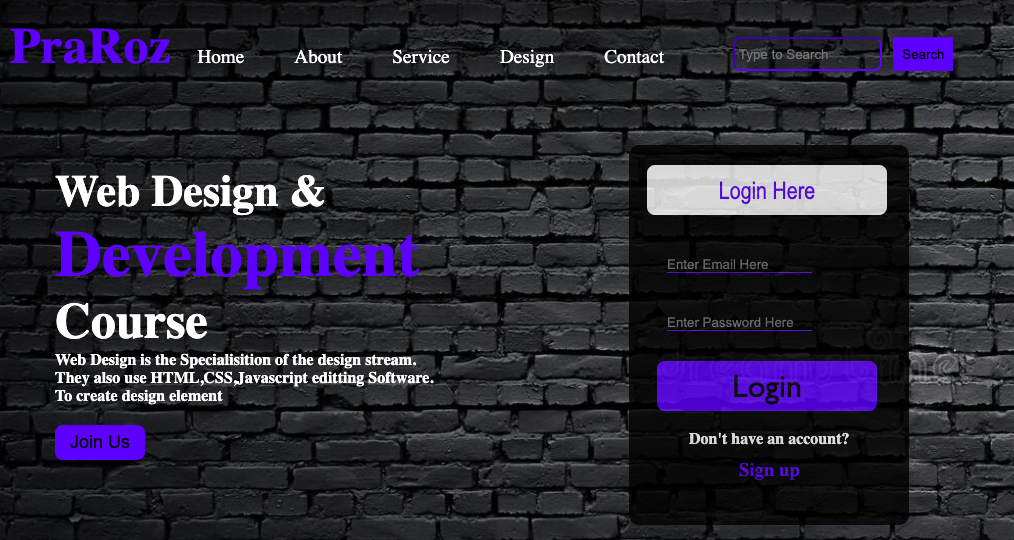 PraRoz
Home
About
Service
Design
Contact
Type to Search
Search
Web Design &
Development
Course
Web Design is the Specialisition of the design stream.
They also use HTML,CSS,Javascript editting Software.
To create design element
Join Us
Login Here
Enter Email Here
Enter Password Here
Login
Don't have an account?
Sign up